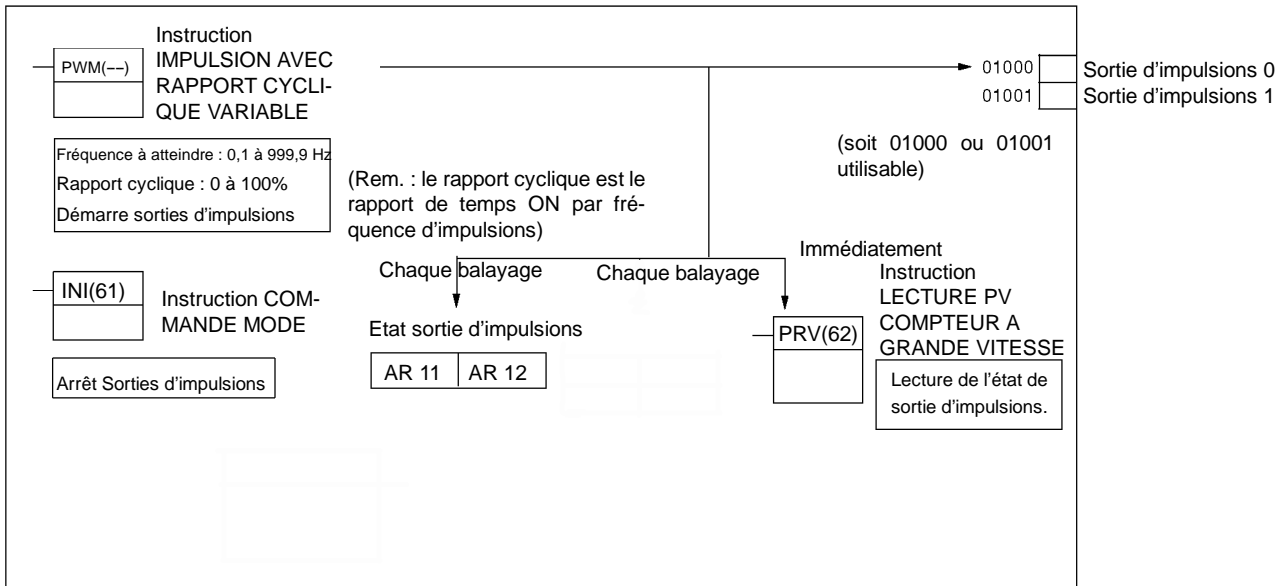 PWM(−−)
Instruction
IMPULSION AVEC
RAPPORT CYCLI-
QUE VARIABLE
01000
Sortie d’impulsions 0
01001
Sortie d’impulsions 1
(soit 01000 ou 01001
utilisable)
Fréquence à atteindre : 0,1 à 999,9 Hz
Rapport cyclique : 0 à 100%
Démarre sorties d’impulsions
(Rem. : le rapport cyclique est le
rapport de temps ON par fré-
quence d’impulsions)
INI(61)
Instruction COM-
MANDE MODE
Arrêt Sorties d’impulsions
Chaque balayage
Etat sortie d’impulsions
AR 11
AR 12
Chaque balayage
Immédiatement
PRV(62)
Instruction
LECTURE PV
COMPTEUR A
GRANDE VITESSE
Lecture de l’état de
sortie d’impulsions.